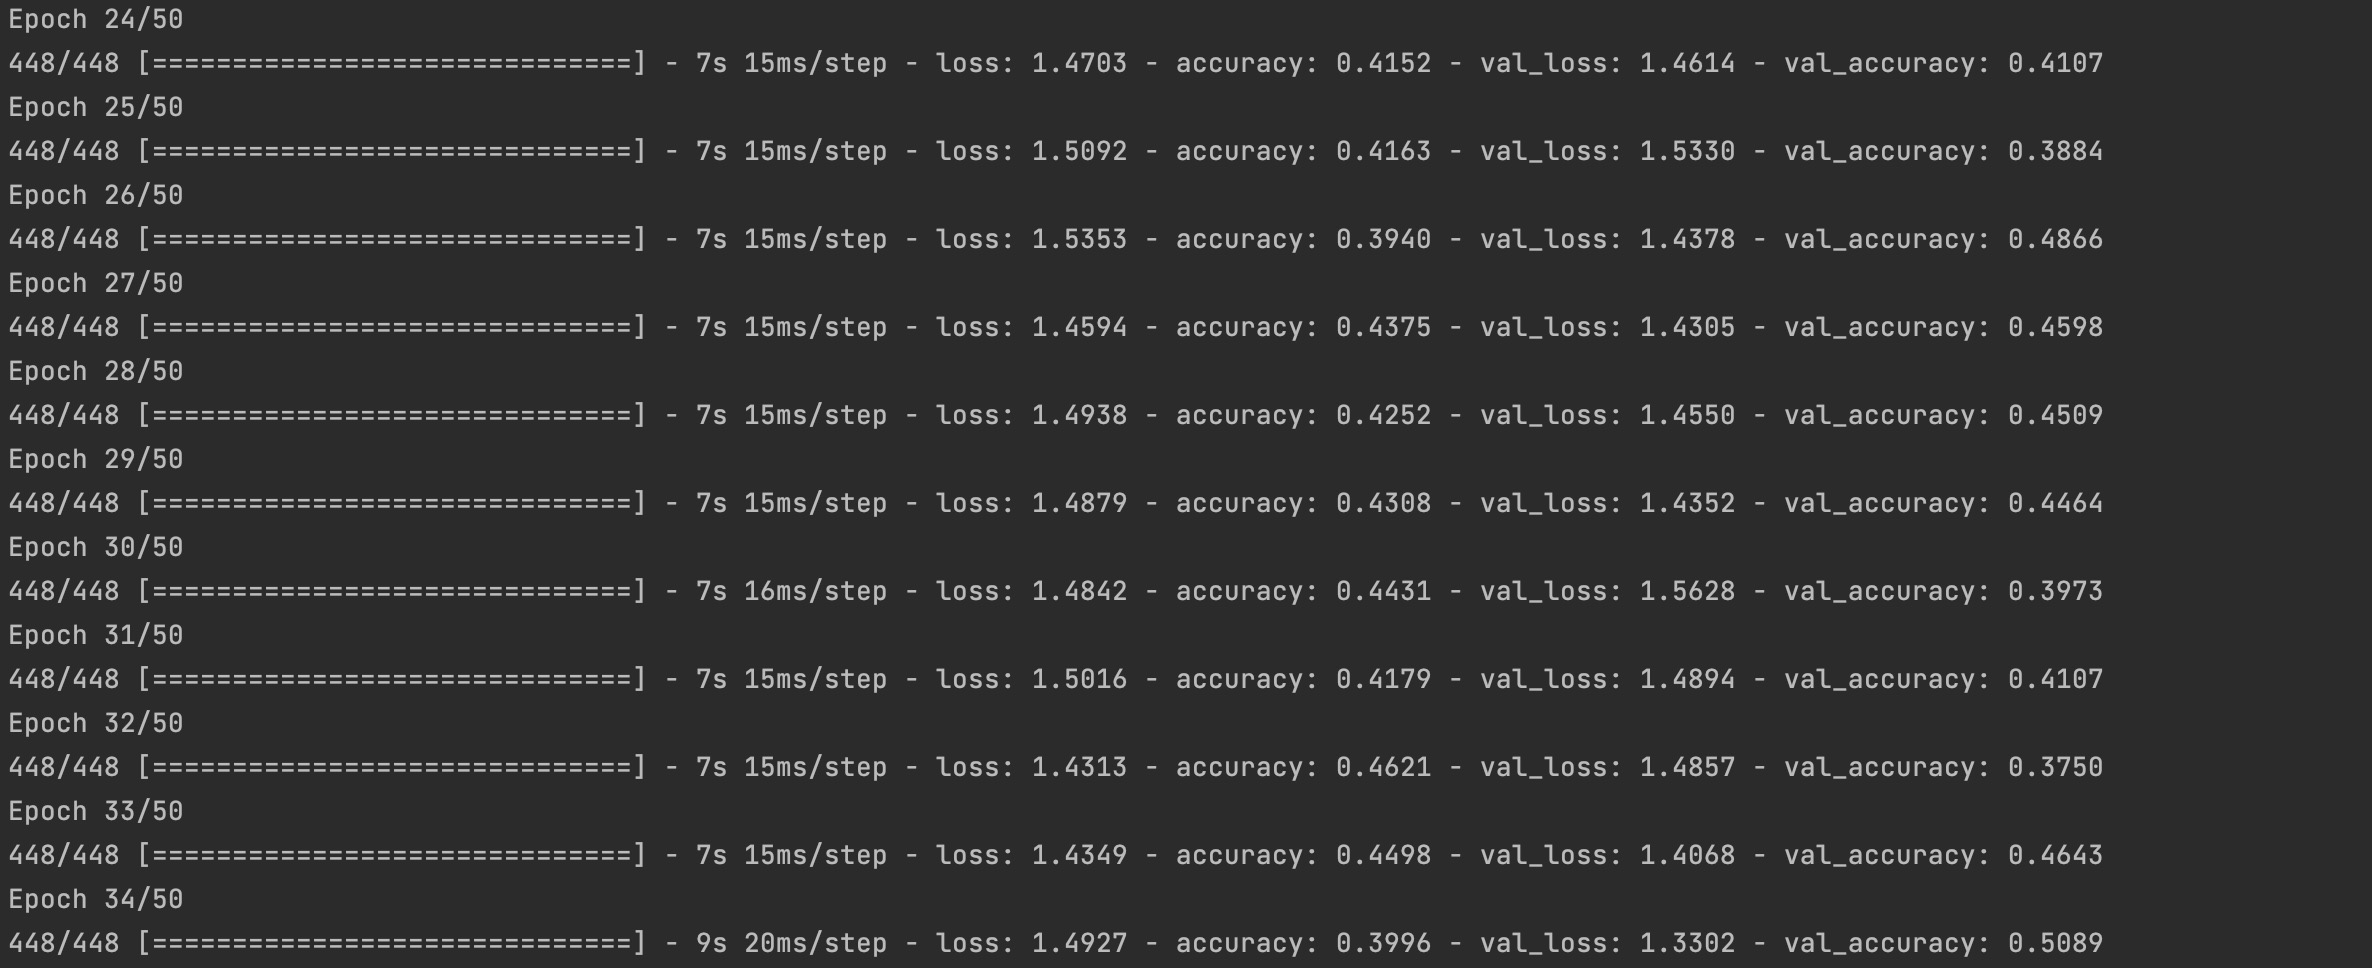 Epoch 24/50
448/448 [==============================] - 7s 15ms/step - loss: 1.4703 - accuracy: 0.4152 - val_loss: 1.4614 - val_accuracy: 0.4107
Epoch 25/50
448/448 [==============================] - 7s 15ms/step - loss: 1.5092 - accuracy: 0.4163 - val_loss: 1.5330 - val_accuracy: 0.3884
Epoch 26/50
448/448 [==============================] - 7s 15ms/step - loss: 1.5353 - accuracy: 0.3940 - val_loss: 1.4378 - val_accuracy: 0.4866
Epoch 27/50
448/448 [==============================] - 7s 15ms/step - loss: 1.4594 - accuracy: 0.4375 - val_loss: 1.4305 - val_accuracy: 0.4598
Epoch 28/50
448/448 [==============================] - 7s 15ms/step - loss: 1.4938 - accuracy: 0.4252 - val_loss: 1.4550 - val_accuracy: 0.4509
Epoch 29/50
448/448 [==============================] - 7s 15ms/step - loss: 1.4879 - accuracy: 0.4308 - val_loss: 1.4352 - val_accuracy: 0.4464
Epoch 30/50
448/448 [==============================] - 7s 16ms/step - loss: 1.4842 - accuracy: 0.4431 - val_loss: 1.5628 - val_accuracy: 0.3973
Epoch 31/50
448/448 [==============================] - 7s 15ms/step - loss: 1.5016 - accuracy: 0.4179 - val_loss: 1.4894 - val_accuracy: 0.4107
Epoch 32/50
448/448 [==============================] - 7s 15ms/step - loss: 1.4313 - accuracy: 0.4621 - val_loss: 1.4857 - val_accuracy: 0.3750
Epoch 33/50
448/448 [==============================] - 7s 15ms/step - loss: 1.4349 - accuracy: 0.4498 - val_loss: 1.4068 - val_accuracy: 0.4643
Epoch 34/50
448/448 [==============================] - 9s 20ms/step - loss: 1.4927 - accuracy: 0.3996 - val_loss: 1.3302 - val_accuracy: 0.5089